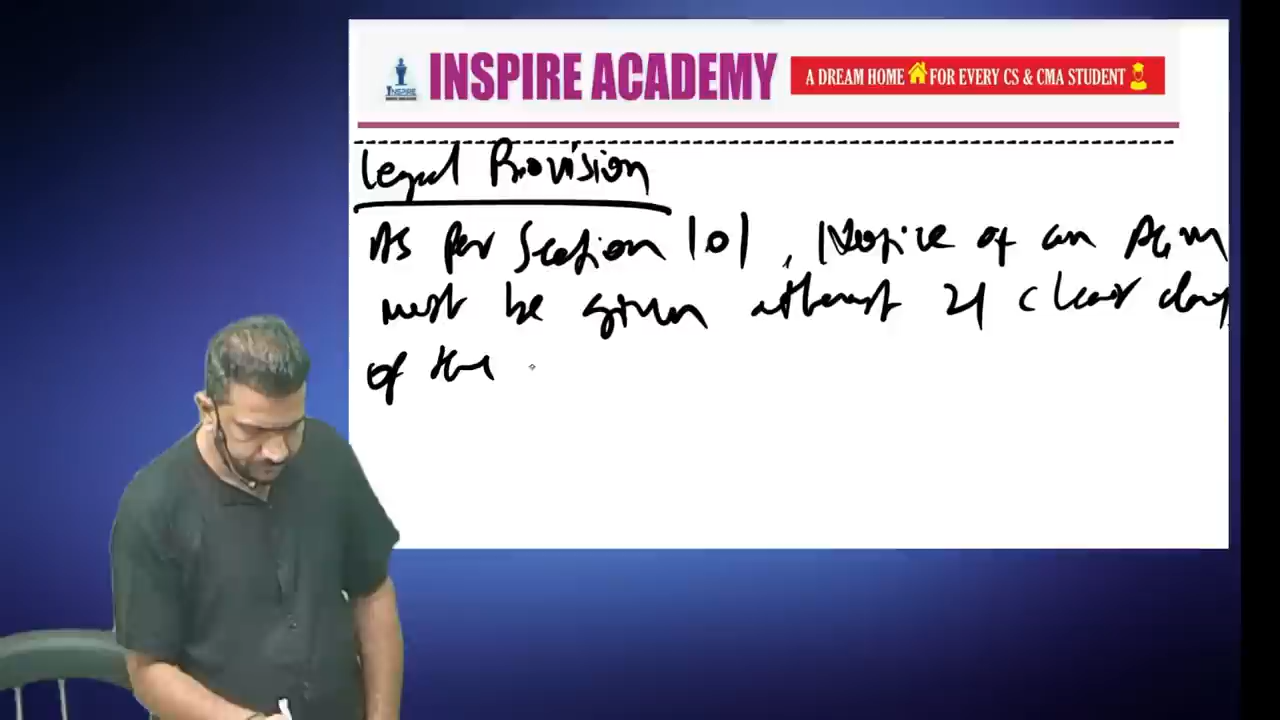 INSPIRE
INSPIRE ACADEMY
A DREAM HOME FOR EVERY CS & CMA STUDENT
Legal Provision
As per Section 101, Notice of an AGM
must be given atleast 21 clear days
of the